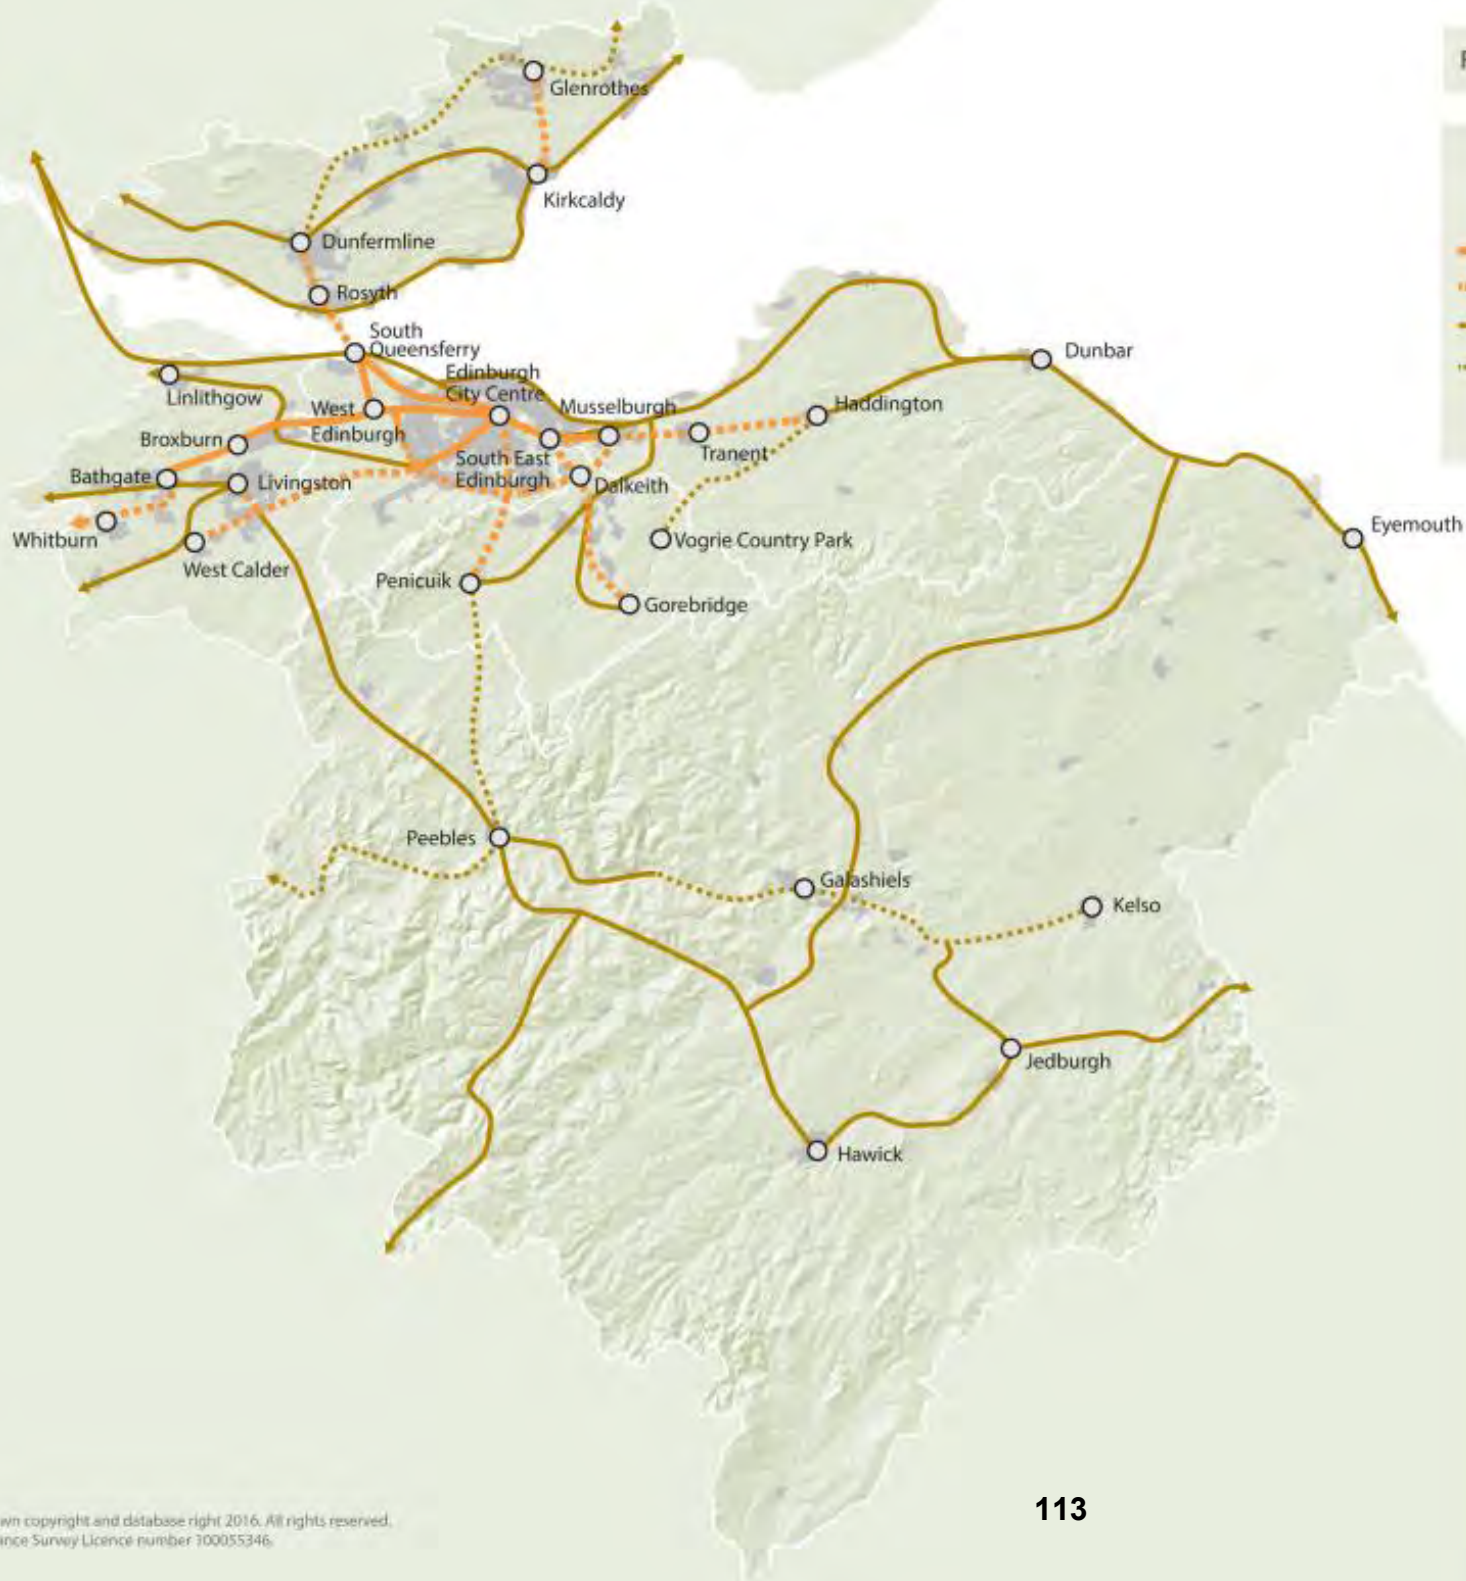 Glenrothes
Kirkcaldy
Dunfermline
Rosyth
South
Queensferry
Edinburgh
City Centre
Linlithgow
West
Edinburgh
Musselburgh
Haddington
Dunbar
Broxburn
Tranent
Bathgate
Livingston
South East
Edinburgh
Dalkeith
Whitburn
West Calder
Vogrie Country Park
Eyemouth
Penicuik
Gorebridge
Peebles
Galashiels
Kelso
Jedburgh
Hawick
113
wn copyright and database right 2016. All rights reserved.
ance Survey Licence number 100055346.